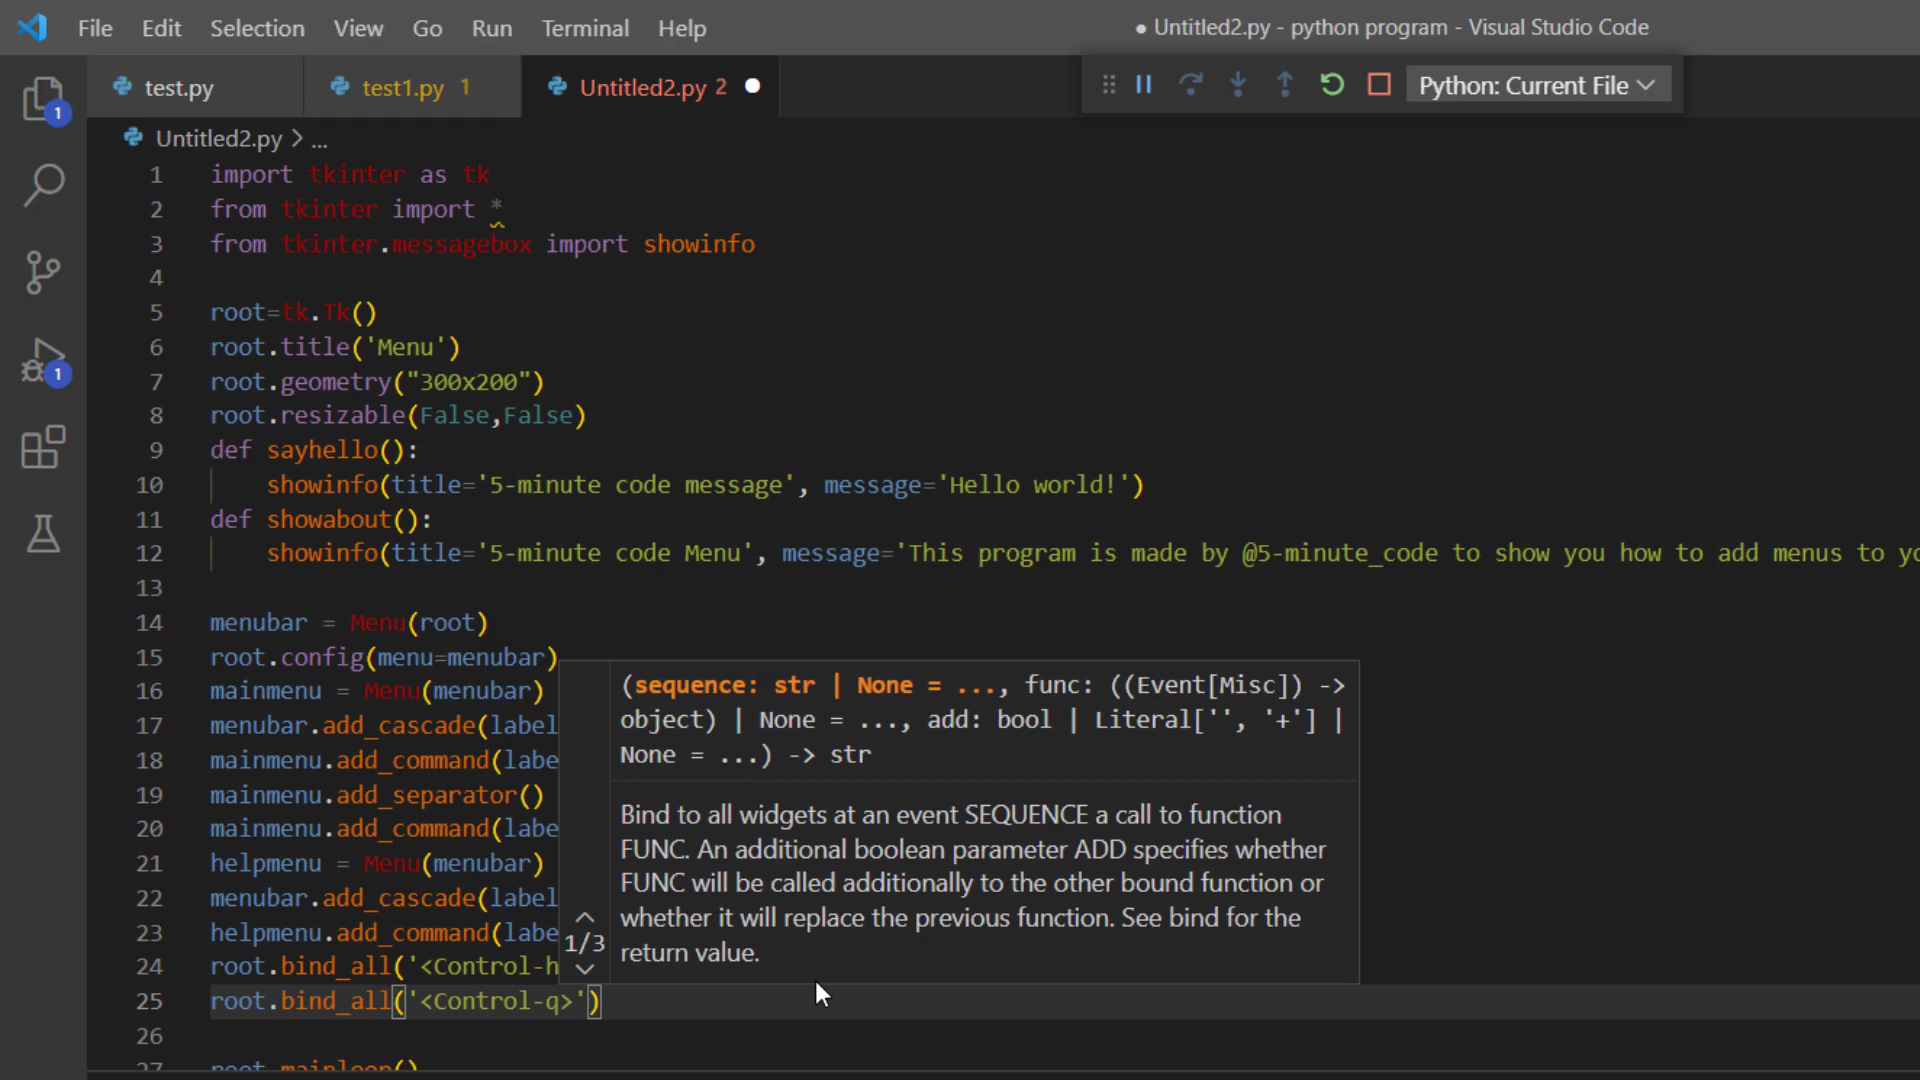 File Edit Selection View Go Run Terminal Help ● Untitled2.py - python program - Visual Studio Code
test.py test1.py 1 Untitled2.py 2 ● Python: Current File
Untitled2.py > ...
1 import tkinter as tk
2 from tkinter import *
3 from tkinter.messagebox import showinfo
4
5 root=tk.Tk()
6 root.title('Menu')
7 root.geometry("300x200")
8 root.resizable(False,False)
9 def sayhello():
10 showinfo(title='5-minute code message', message='Hello world!')
11 def showabout():
12 showinfo(title='5-minute code Menu', message='This program is made by @5-minute_code to show you how to add menus to yo
13
14 menubar = Menu(root)
15 root.config(menu=menubar)
16 mainmenu = Menu(menubar)
17 menubar.add_cascade(label
18 mainmenu.add_command(labe
19 mainmenu.add_separator()
20 mainmenu.add_command(labe
21 helpmenu = Menu(menubar)
22 menubar.add_cascade(label
23 helpmenu.add_command(labe
24 root.bind_all('<Control-h
25 root.bind_all('<Control-q>')
26
27 root.mainloop()
(sequence: str | None = ..., func: ((Event[Misc]) ->
object) | None = ..., add: bool | Literal['', '+'] |
None = ...) -> str
Bind to all widgets at an event SEQUENCE a call to function
FUNC. An additional boolean parameter ADD specifies whether
FUNC will be called additionally to the other bound function or
whether it will replace the previous function. See bind for the
return value.
1/3
1
1